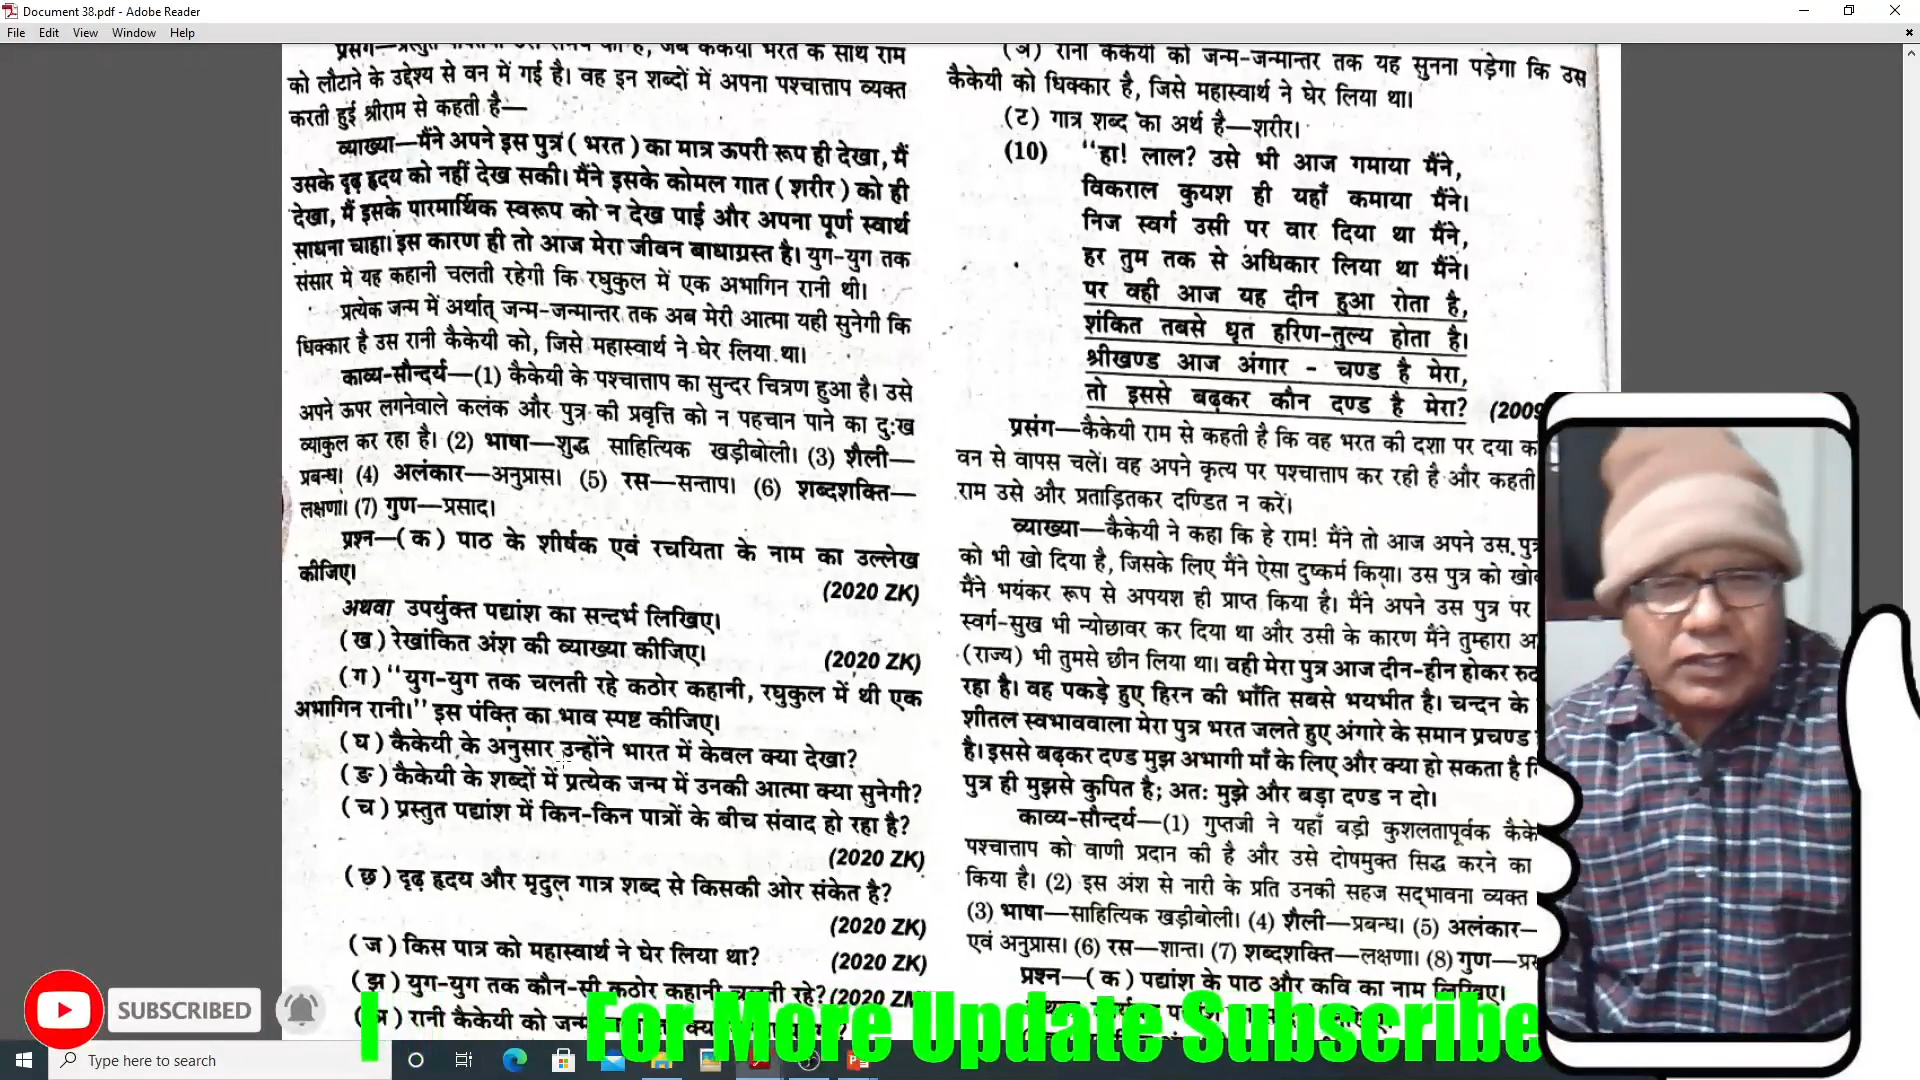 Document 38.pdf - Adobe Reader
File Edit View Window Help
को लौटाने के उद्देश्य से वन में गई है। वह इन शब्दों में अपना पश्चात्ताप व्यक्त
करती हुई श्रीराम से कहती है—
व्याख्या—मैंने अपने इस पुत्र ( भरत ) का मात्र ऊपरी रूप ही देखा, मैं
उसके दृढ़ हृदय को नहीं देख सकी। मैंने इसके कोमल गात ( शरीर ) को ही
देखा, मैं इसके पारमार्थिक स्वरूप को न देख पाई और अपना पूर्ण स्वार्थ
साधना चाहा। इस कारण ही तो आज मेरा जीवन बाधाग्रस्त है। युग-युग तक
संसार में यह कहानी चलती रहेगी कि रघुकुल में एक अभागिन रानी थी।
प्रत्येक जन्म में अर्थात् जन्म-जन्मान्तर तक अब मेरी आत्मा यही सुनेगी कि
धिक्कार है उस रानी कैकेयी को, जिसे महास्वार्थ ने घेर लिया था।
काव्य-सौन्दर्य—(1) कैकेयी के पश्चात्ताप का सुन्दर चित्रण हुआ है। उसे
अपने ऊपर लगनेवाले कलंक और पुत्र की प्रवृत्ति को न पहचान पाने का दुःख
व्याकुल कर रहा है। (2) भाषा—शुद्ध साहित्यिक खड़ीबोली। (3) शैली—
प्रबन्ध। (4) अलंकार—अनुप्रास। (5) रस—सन्ताप। (6) शब्दशक्ति—
लक्षणा। (7) गुण—प्रसाद।
प्रश्न—( क ) पाठ के शीर्षक एवं रचयिता के नाम का उल्लेख
कीजिए।
(2020 ZK)
अथवा उपर्युक्त पद्यांश का सन्दर्भ लिखिए।
( ख ) रेखांकित अंश की व्याख्या कीजिए।
(2020 ZK)
( ग ) "युग-युग तक चलती रहे कठोर कहानी, रघुकुल में थी एक
अभागिन रानी।" इस पंक्ति का भाव स्पष्ट कीजिए।
( घ ) कैकेयी के अनुसार उन्होंने भारत में केवल क्या देखा?
( ङ ) कैकेयी के शब्दों में प्रत्येक जन्म में उनकी आत्मा क्या सुनेगी?
( च ) प्रस्तुत पद्यांश में किन-किन पात्रों के बीच संवाद हो रहा है?
(2020 ZK)
( छ ) दृढ़ हृदय और मृदुल गात्र शब्द से किसकी ओर संकेत है?
(2020 ZK)
( ज ) किस पात्र को महास्वार्थ ने घेर लिया था?
(2020 ZK)
( झ ) युग-युग तक कौन-सी कठोर कहानी चलती रहे?
रानी कैकेयी को
(ञ) रानी कैकेयी को जन्म-जन्मान्तर तक यह सुनना पड़ेगा कि उस
कैकेयी को धिक्कार है, जिसे महास्वार्थ ने घेर लिया था।
(ट) गात्र शब्द का अर्थ है—शरीर।
(10) "हा! लाल? उसे भी आज गमाया मैंने,
विकराल कुयश ही यहाँ कमाया मैंने।
निज स्वर्ग उसी पर वार दिया था मैंने,
हर तुम तक से अधिकार लिया था मैंने।
पर वही आज यह दीन हुआ रोता है,
शंकित तबसे धृत हरिण-तुल्य होता है।
श्रीखण्ड आज अंगार - चण्ड है मेरा,
तो इससे बढ़कर कौन दण्ड है मेरा? (2009
प्रसंग—कैकेयी राम से कहती है कि वह भरत की दशा पर दया
वन से वापस चलें। वह अपने कृत्य पर पश्चात्ताप कर रही है और कहती
राम उसे और प्रताड़ितकर दण्डित न करें।
व्याख्या—कैकेयी ने कहा कि हे राम! मैंने तो आज अपने उस पुत्र
को भी खो दिया है, जिसके लिए मैंने ऐसा दुष्कर्म किया। उस पुत्र को
मैंने भयंकर रूप से अपयश ही प्राप्त किया है। मैंने अपने उस पुत्र पर
स्वर्ग-सुख भी न्योछावर कर दिया था और उसी के कारण मैंने तुम्हारा
(राज्य) भी तुमसे छीन लिया था। वही मेरा पुत्र आज दीन-हीन होकर
रहा है। वह पकड़े हुए हिरन की भाँति सबसे भयभीत है। चन्दन के
शीतल स्वभाववाला मेरा पुत्र भरत जलते हुए अंगारे के समान प्रचण्ड
है। इससे बढ़कर दण्ड मुझ अभागी माँ के लिए और क्या हो सकता है
पुत्र ही मुझसे कुपित है; अतः मुझे और बड़ा दण्ड न दो।
काव्य-सौन्दर्य—(1) गुप्तजी ने यहाँ बड़ी कुशलतापूर्वक
पश्चात्ताप को वाणी प्रदान की है और उसे दोषमुक्त सिद्ध करने का
किया है। (2) इस अंश से नारी के प्रति उनकी सहज सद्भावना व्यक्त
(3) भाषा—साहित्यिक खड़ीबोली। (4) शैली—प्रबन्ध। (5) अलंकार—
एवं अनुप्रास। (6) रस—शान्त। (7) शब्दशक्ति—लक्षणा। (8) गुण—
प्रश्न—( क ) पद्यांश के पाठ और कवि का नाम लिखिए।
SUBSCRIBED
For More Update Subscribe
Type here to search